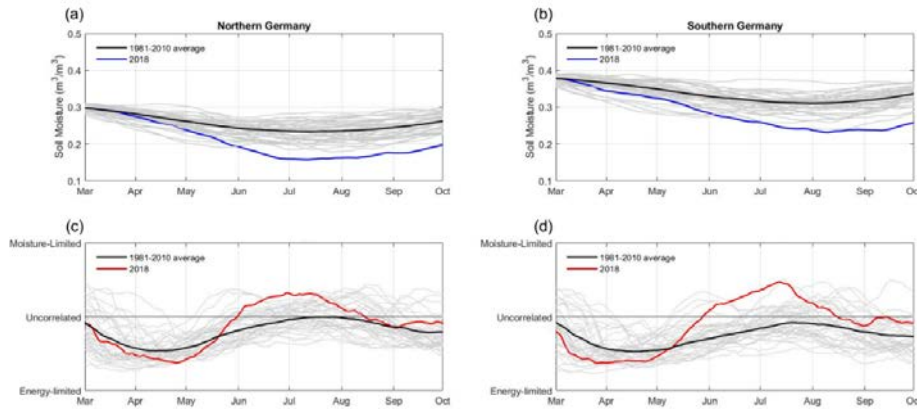 (a)
Northern Germany
0.5
0.4
0.3
0.2
0.1
Soil Moisture (m³/m³)
1981-2010 average
2018
Mar Apr May Jun Jul Aug Sep Oct
(b)
Southern Germany
0.5
0.4
0.3
0.2
0.1
Soil Moisture (m³/m³)
1981-2010 average
2018
Mar Apr May Jun Jul Aug Sep Oct
(c)
Moisture-Limited
Uncorrelated
Energy-limited
1981-2010 average
2018
Mar Apr May Jun Jul Aug Sep Oct
(d)
Moisture-Limited
Uncorrelated
Energy-limited
1981-2010 average
2018
Mar Apr May Jun Jul Aug Sep Oct